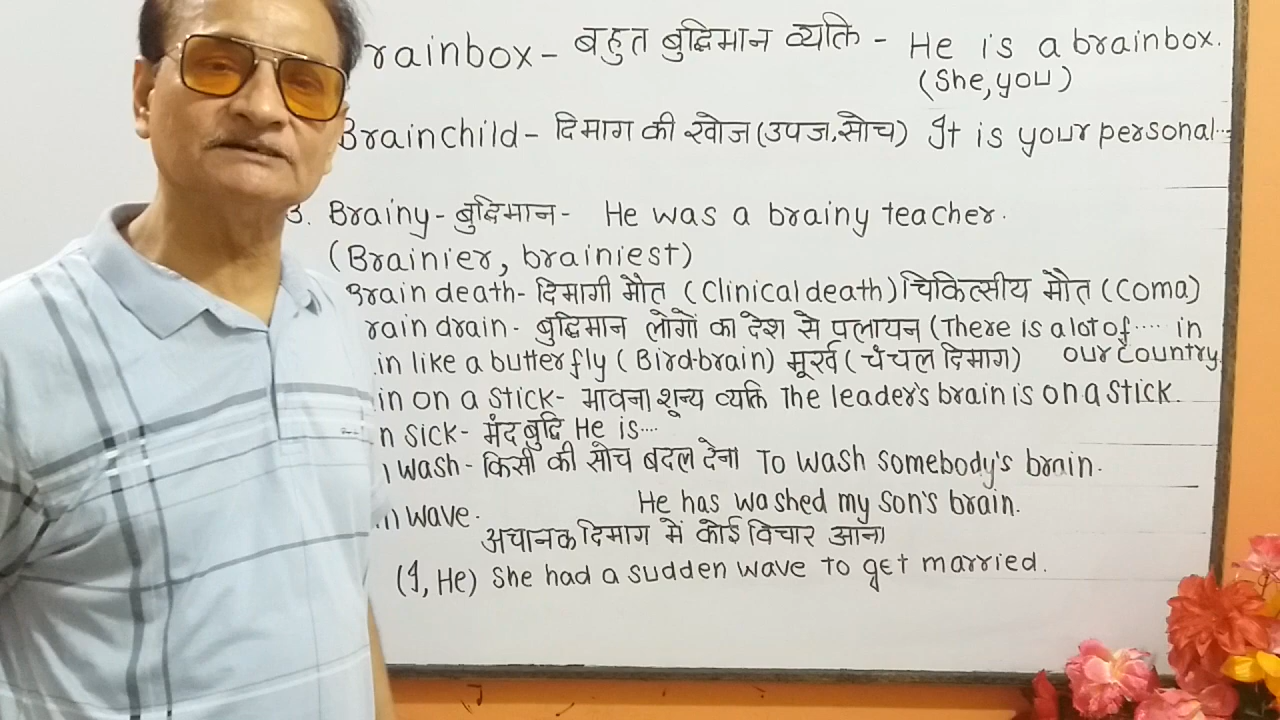 rainbox - बहुत बुद्धिमान व्यक्ति - He is a brainbox.
(She, you)
Brainchild - दिमाग की खोज (उपज, सोच) It is your personal...
3. Brainy - बुद्धिमान - He was a brainy teacher.
(Brainier, brainiest)
Brain death - दिमागी मौत (Clinical death) चिकित्सीय मौत (Coma)
rain drain - बुद्धिमान लोगों का देश से पलायन (There is a lot of .... in
in like a butterfly (Bird-brain) मूर्ख (चंचल दिमाग) our country
in on a stick - भावना शून्य व्यक्ति The leader's brain is on a stick.
n sick - मंद बुद्धि He is....
wash - किसी की सोच बदल देना To wash somebody's brain.
He has washed my son's brain.
n wave.
अचानक दिमाग में कोई विचार आना
(I, He) She had a sudden wave to get married.